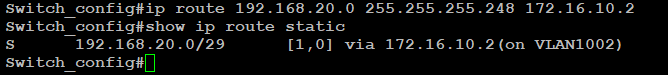 Switch_config#ip route 192.168.20.0 255.255.255.248 172.16.10.2
Switch_config#show ip route static
S      192.168.20.0/29      [1,0] via 172.16.10.2(on VLAN1002)
Switch_config#